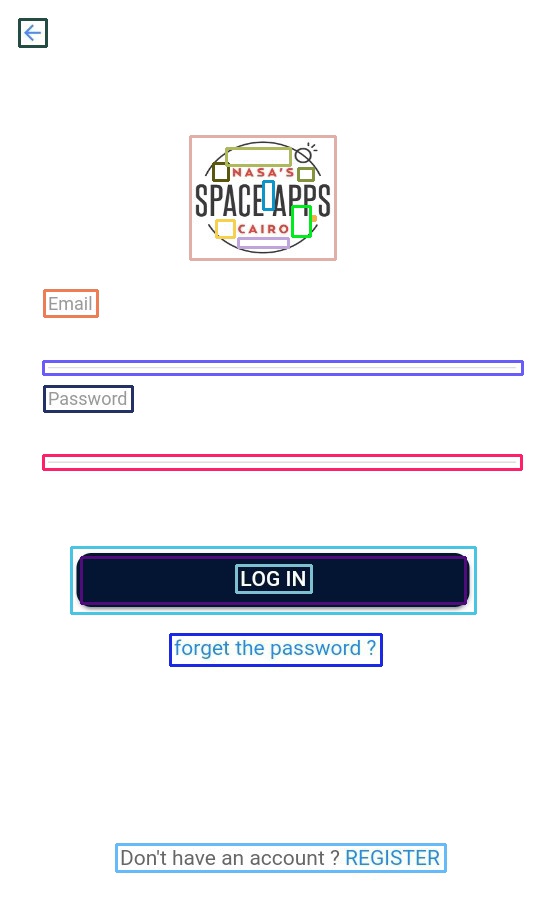 NASA'S
SPACE APPS
CAIRO
Email
Password
LOG IN
forget the password ?
Don't have an account ? REGISTER